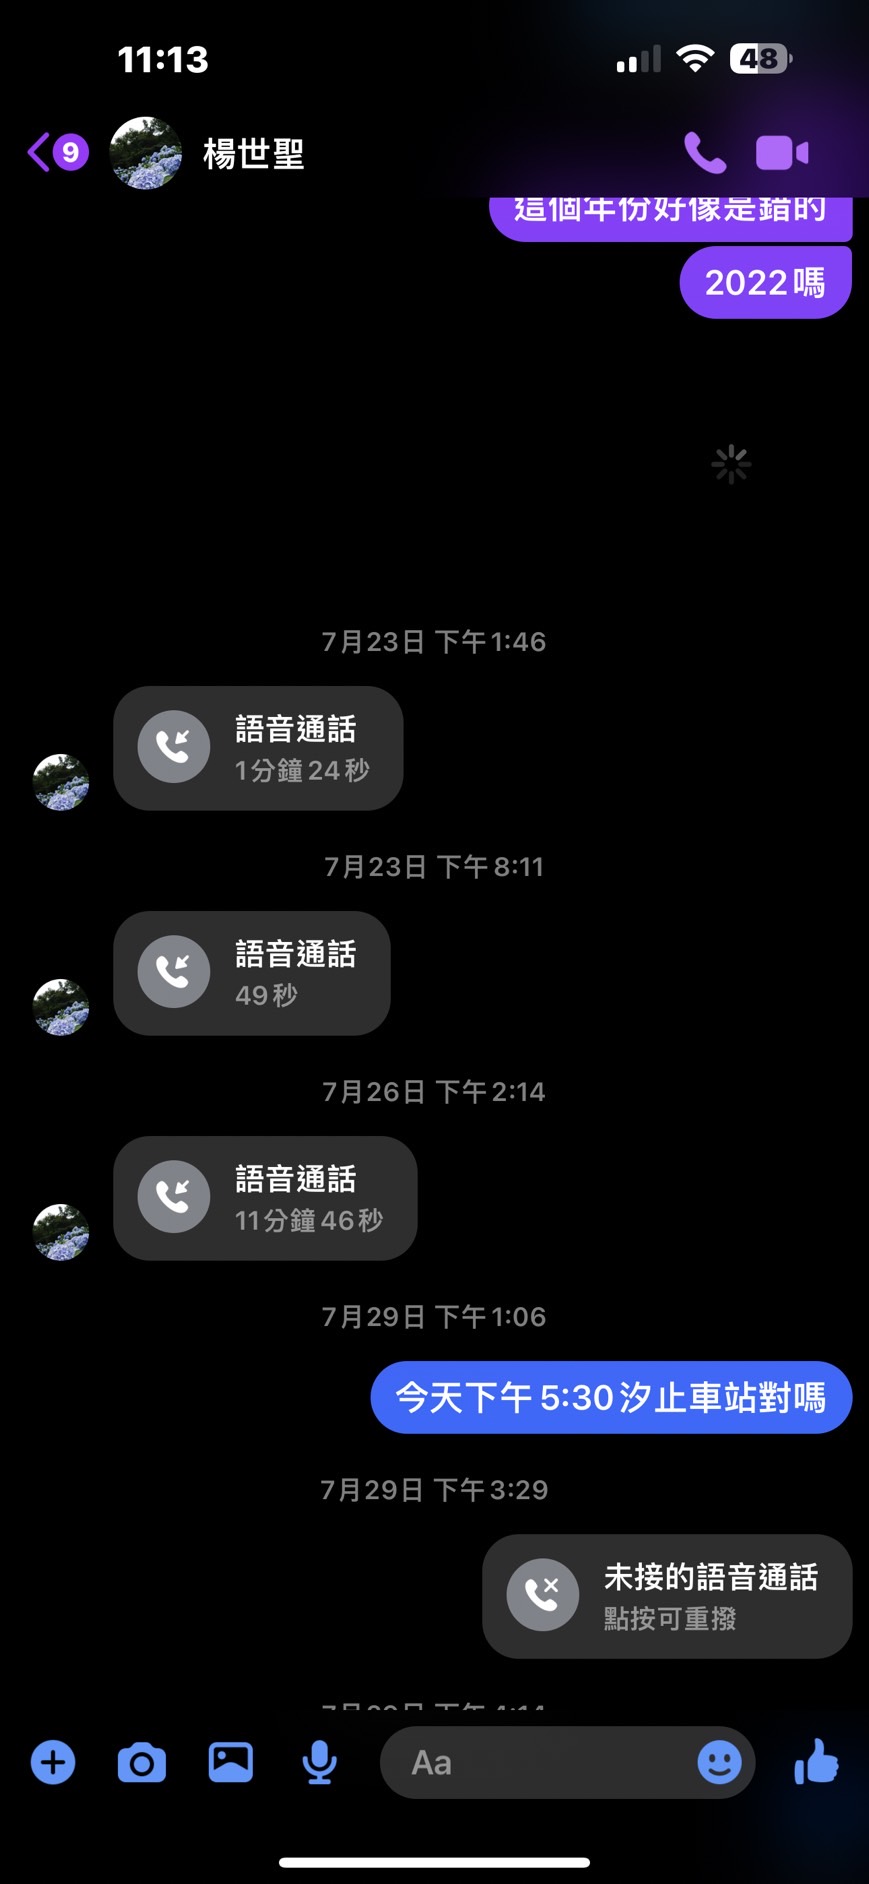 11:13
48
9
楊世聖
這個年份好像是錯的
2022嗎
7月23日 下午1:46
語音通話
1分鐘24秒
7月23日 下午8:11
語音通話
49秒
7月26日 下午2:14
語音通話
11分鐘46秒
7月29日 下午1:06
今天下午5:30汐止車站對嗎
7月29日 下午3:29
未接的語音通話
點按可重撥
Aa